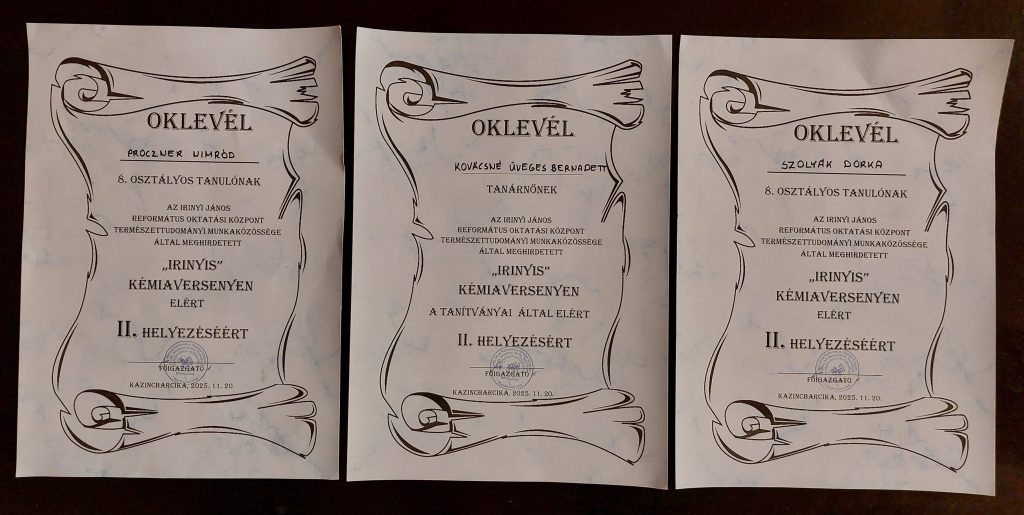 OKLEVÉL
PROCZNER NIMRÓD
8. OSZTÁLYOS TANULÓNAK
AZ IRINYI JÁNOS
REFORMÁTUS OKTATÁSI KÖZPONT
TERMÉSZETTUDOMÁNYI MUNKAKÖZÖSSÉGE
ÁLTAL MEGHIRDETETT
„IRINYIS”
KÉMIAVERSENYEN
ELÉRT
II. HELYEZÉSÉÉRT
FŐIGAZGATÓ
KAZINCBARCIKA, 2025. 11. 20.
OKLEVÉL
KOVÁCSNÉ ÜVEGES BERNADETT
TANÁRNŐNEK
AZ IRINYI JÁNOS
REFORMÁTUS OKTATÁSI KÖZPONT
TERMÉSZETTUDOMÁNYI MUNKAKÖZÖSSÉGE
ÁLTAL MEGHIRDETETT
„IRINYIS”
KÉMIAVERSENYEN
A TANÍTVÁNYAI ÁLTAL ELÉRT
II. HELYEZÉSÉRT
FŐIGAZGATÓ
KAZINCBARCIKA, 2025. 11. 20.
OKLEVÉL
SZOLYÁK DORKA
8. OSZTÁLYOS TANULÓNAK
AZ IRINYI JÁNOS
REFORMÁTUS OKTATÁSI KÖZPONT
TERMÉSZETTUDOMÁNYI MUNKAKÖZÖSSÉGE
ÁLTAL MEGHIRDETETT
„IRINYIS”
KÉMIAVERSENYEN
ELÉRT
II. HELYEZÉSÉÉRT
FŐIGAZGATÓ
KAZINCBARCIKA, 2025. 11. 20.